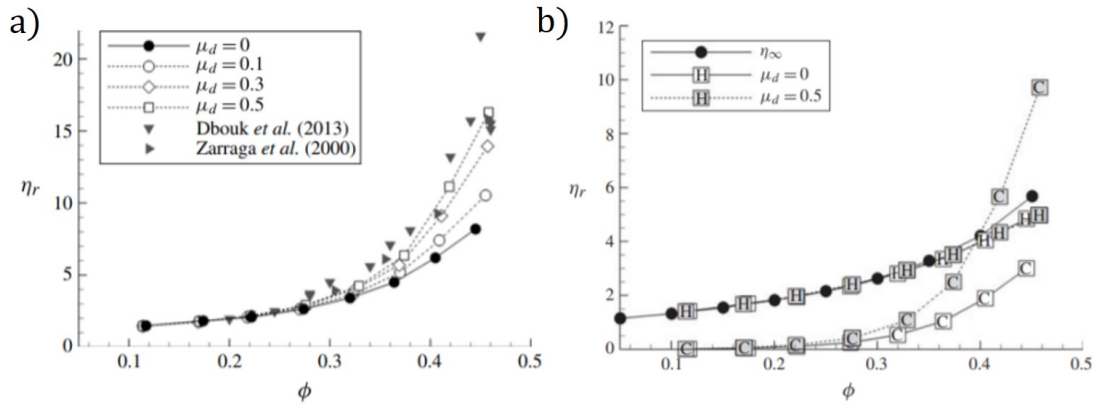 a)
μd = 0
μd = 0.1
μd = 0.3
μd = 0.5
Dbouk et al. (2013)
Zarraga et al. (2000)
20
15
10
5
0
ηr
0.1
0.2
0.3
0.4
0.5
ϕ
b)
η∞
H μd = 0
H μd = 0.5
12
10
8
6
4
2
0
ηr
H H H H H H H H H H H H H H
C C C C C C C C C C C C C C
0.1
0.2
0.3
0.4
0.5
ϕ